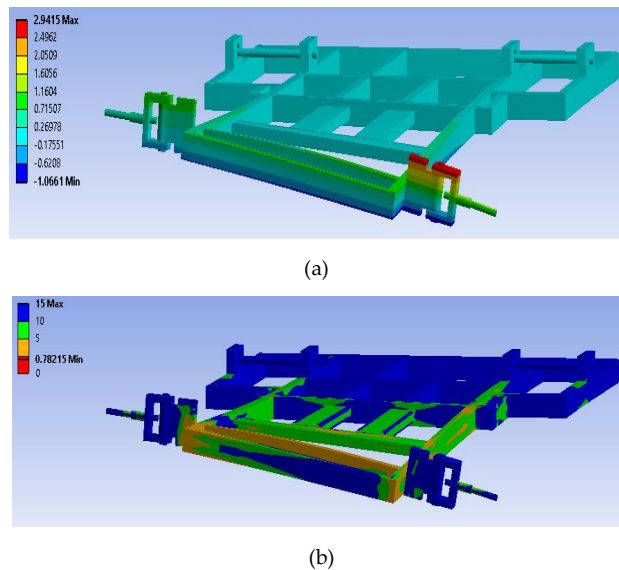 2.9415 Max
2.4962
2.0509
1.6056
1.1604
0.71507
0.26978
-0.17551
-0.6208
-1.0661 Min
(a)
15 Max
10
5
0.78215 Min
0
(b)